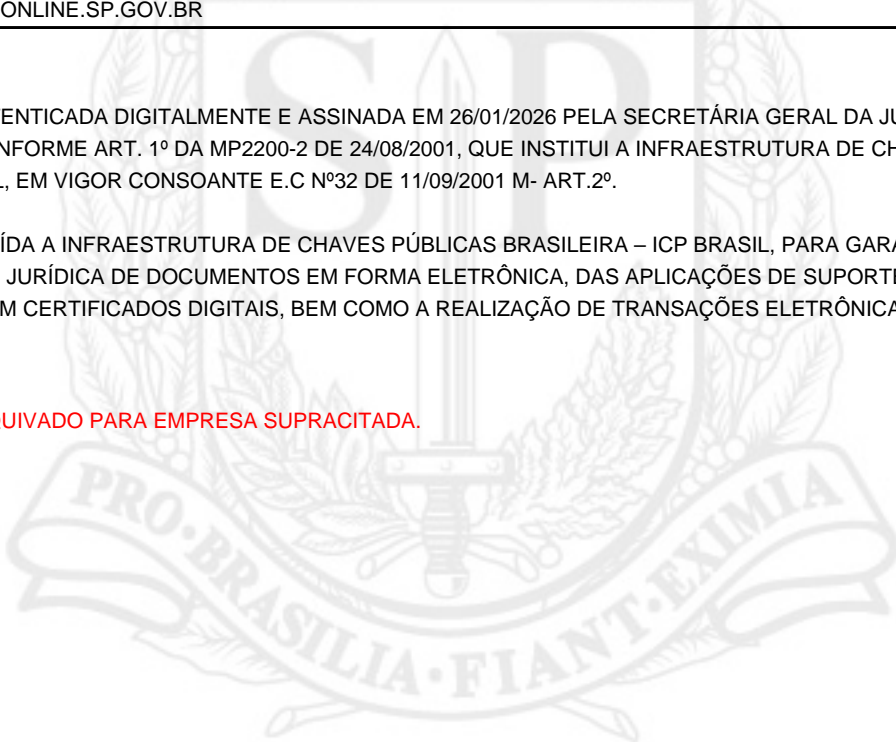 ONLINE.SP.GOV.BR
ENTICADA DIGITALMENTE E ASSINADA EM 26/01/2026 PELA SECRETÁRIA GERAL DA JU
NFORME ART. 1º DA MP2200-2 DE 24/08/2001, QUE INSTITUI A INFRAESTRUTURA DE CH
, EM VIGOR CONSOANTE E.C Nº32 DE 11/09/2001 M- ART.2º.
ÍDA A INFRAESTRUTURA DE CHAVES PÚBLICAS BRASILEIRA – ICP BRASIL, PARA GARA
JURÍDICA DE DOCUMENTOS EM FORMA ELETRÔNICA, DAS APLICAÇÕES DE SUPORTE
M CERTIFICADOS DIGITAIS, BEM COMO A REALIZAÇÃO DE TRANSAÇÕES ELETRÔNICA
QUIVADO PARA EMPRESA SUPRACITADA.
SP
PRO·BRASILIA·FIANT·EXIMIA